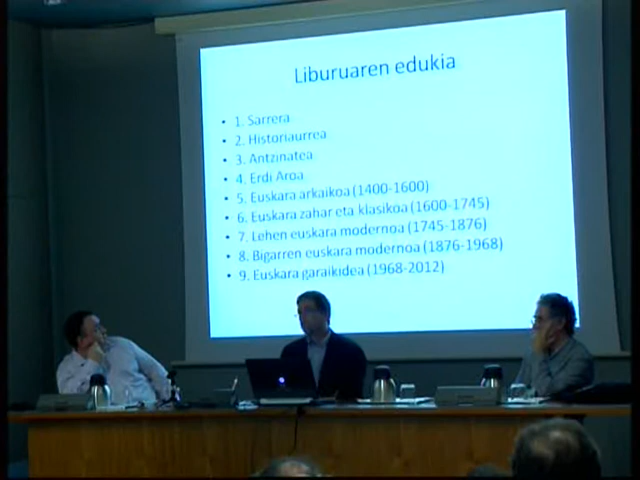 Liburuaren edukia
• 1. Sarrera
• 2. Historiaurrea
• 3. Antzinatea
• 4. Erdi Aroa
• 5. Euskara arkaikoa (1400-1600)
• 6. Euskara zahar eta klasikoa (1600-1745)
• 7. Lehen euskara modernoa (1745-1876)
• 8. Bigarren euskara modernoa (1876-1968)
• 9. Euskara garaikidea (1968-2012)